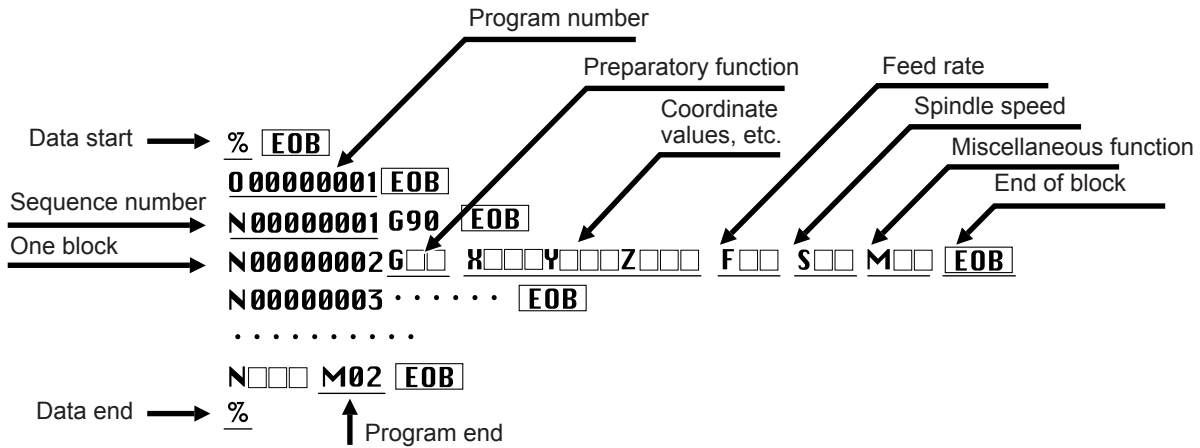 Program number
Preparatory function
Feed rate
Coordinate
values, etc.
Spindle speed
Data start
% EOB
Miscellaneous function
O 00000001 EOB
End of block
Sequence number
N00000001 G90 EOB
One block
N00000002 G□□ X□□□Y□□□Z□□□ F□□ S□□ M□□ EOB
N00000003 · · · · · · EOB
· · · · · · · · · ·
N□□□ M02 EOB
Data end
%
Program end